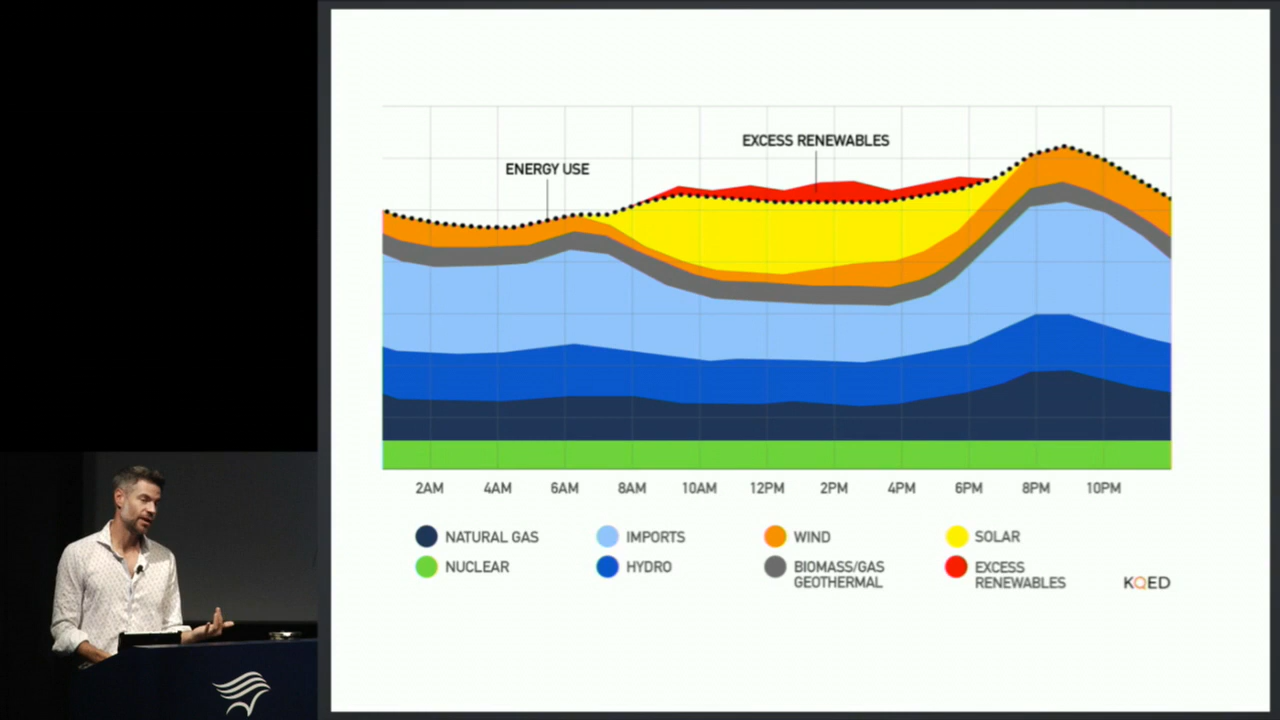 EXCESS RENEWABLES
ENERGY USE
2AM 4AM 6AM 8AM 10AM 12PM 2PM 4PM 6PM 8PM 10PM
NATURAL GAS IMPORTS WIND SOLAR
NUCLEAR HYDRO BIOMASS/GAS EXCESS
GEOTHERMAL RENEWABLES KQED